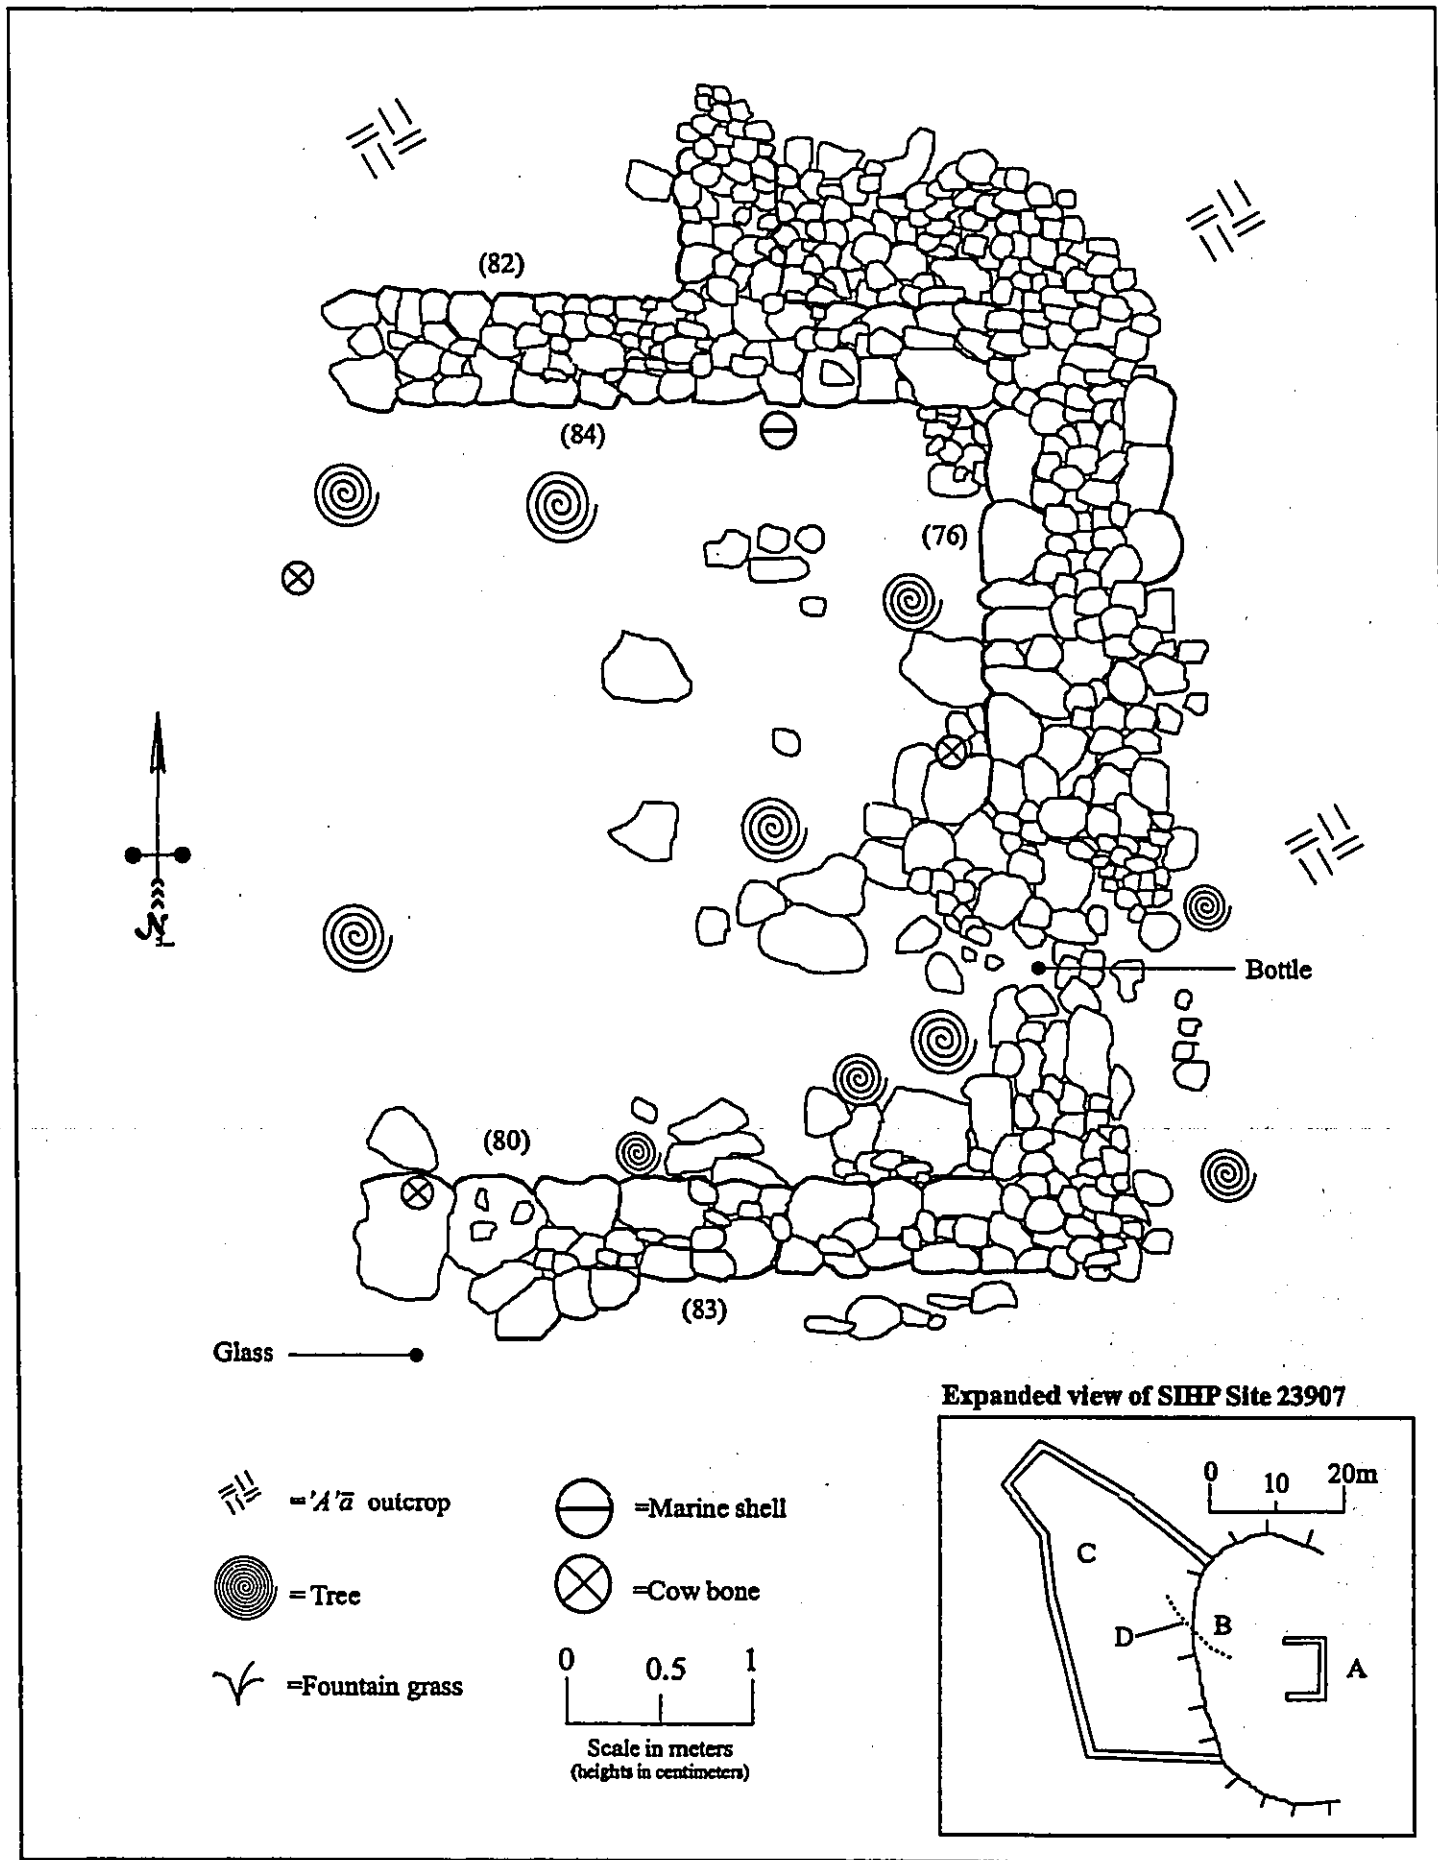 (82)
(84)
(76)
N
Bottle
(80)
(83)
Glass
Expanded view of SIHP Site 23907
0 10 20m
C
D
B
A
='A'ā outcrop
=Marine shell
= Tree
=Cow bone
=Fountain grass
0 0.5 1
Scale in meters
(heights in centimeters)